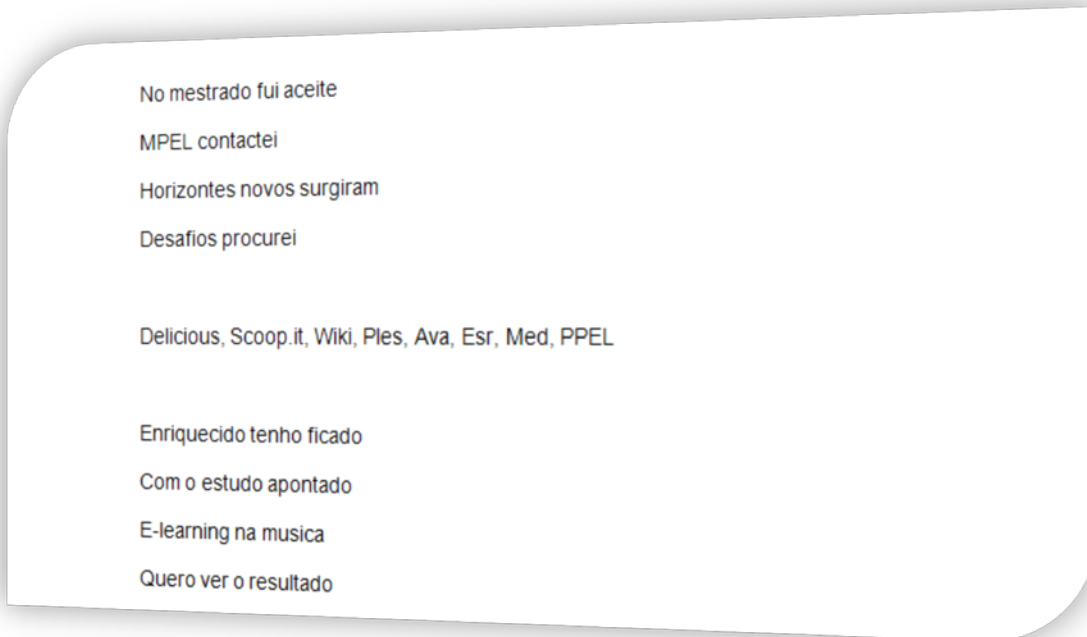 No mestrado fui aceite
MPEL contactei
Horizontes novos surgiram
Desafios procurei
Delicious, Scoop.it, Wiki, Ples, Ava, Esr, Med, PPEL
Enriquecido tenho ficado
Com o estudo apontado
E-learning na musica
Quero ver o resultado